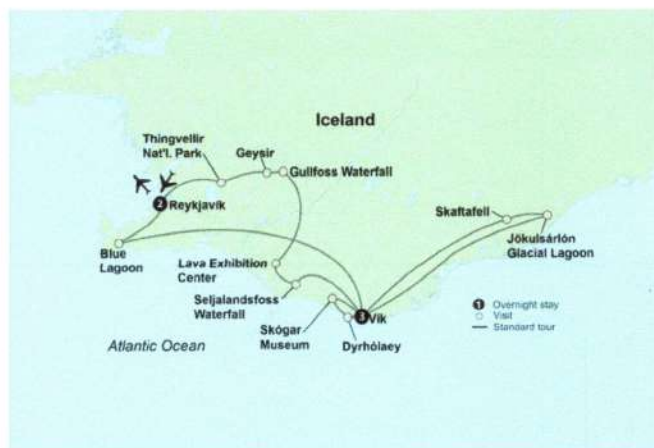 Iceland
Thingvellir
Nat'l. Park
Geysir
Gullfoss Waterfall
2
Reykjavík
Skaftafell
Jökulsárlón
Glacial Lagoon
Blue
Lagoon
Lava Exhibition
Center
Seljalandsfoss
Waterfall
3
Vík
Skógar
Museum
Dyrhólaey
Atlantic Ocean
1 Overnight stay
Visit
Standard tour